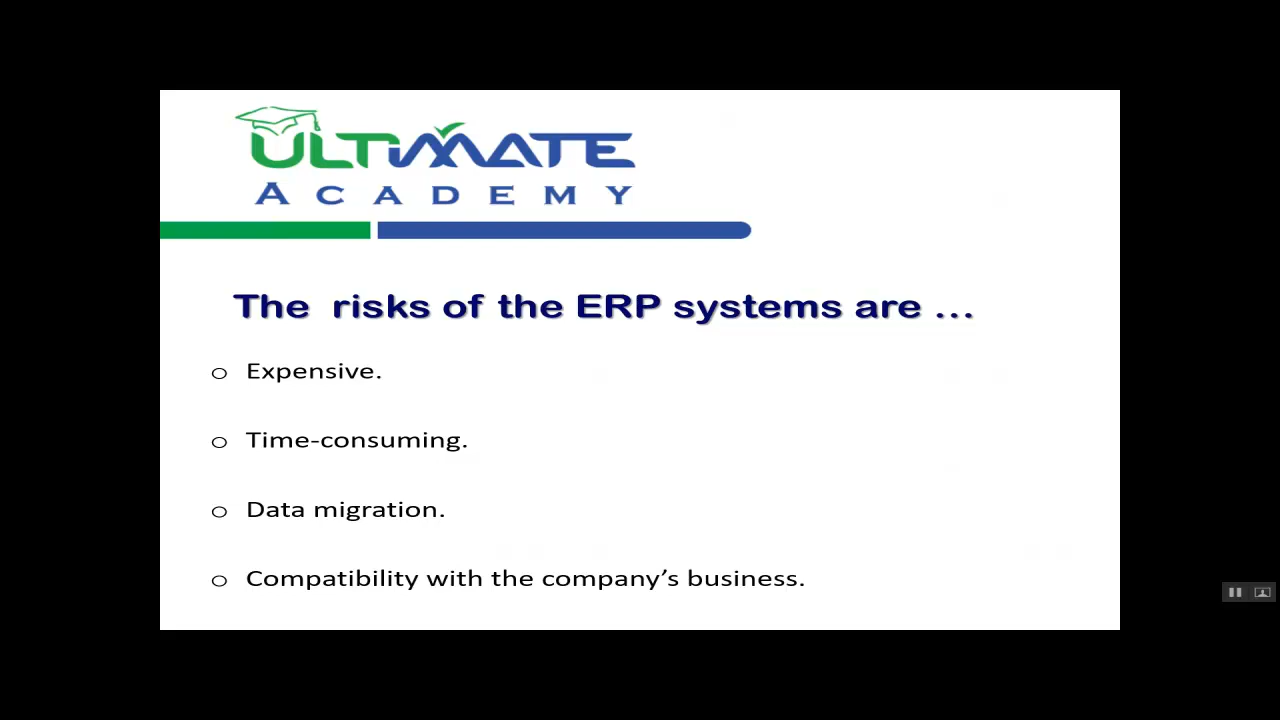 ULTIMATE
ACADEMY
The risks of the ERP systems are ...
o Expensive.
o Time-consuming.
o Data migration.
o Compatibility with the company’s business.